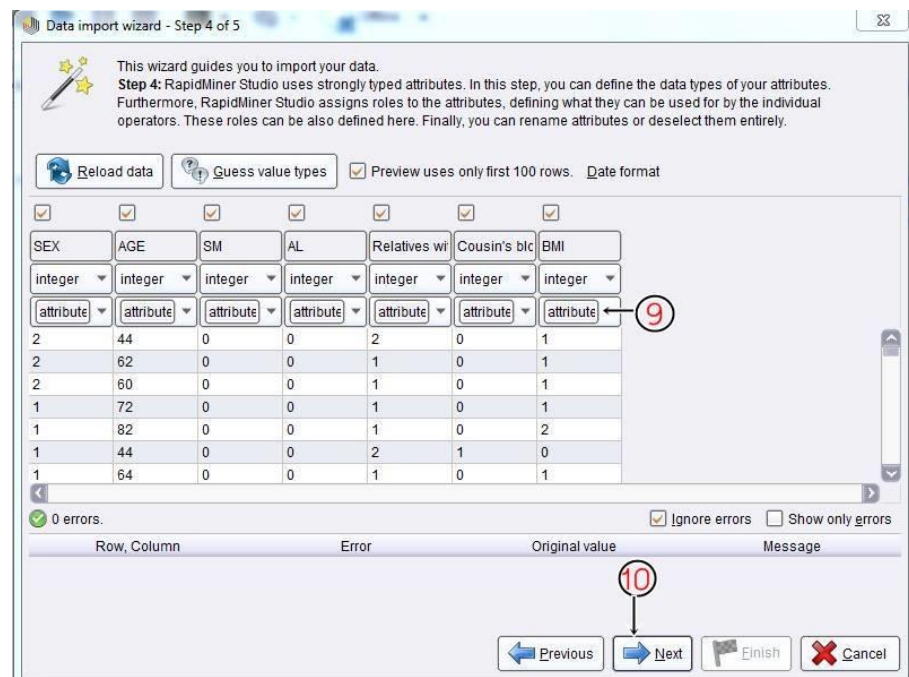 Data import wizard - Step 4 of 5
This wizard guides you to import your data.
Step 4: RapidMiner Studio uses strongly typed attributes. In this step, you can define the data types of your attributes.
Furthermore, RapidMiner Studio assigns roles to the attributes, defining what they can be used for by the individual
operators. These roles can be also defined here. Finally, you can rename attributes or deselect them entirely.
Reload data Guess value types Preview uses only first 100 rows. Date format
SEX AGE SM AL Relatives wi Cousin's blc BMI
integer integer integer integer integer integer integer
attribute attribute attribute attribute attribute attribute attribute 9
2 44 0 0 2 0 1
2 62 0 0 1 0 1
2 60 0 0 1 0 1
1 72 0 0 1 0 1
1 82 0 0 1 0 2
1 44 0 0 2 1 0
1 64 0 0 1 0 1
0 errors. Ignore errors Show only errors
Row, Column Error Original value Message
10
Previous Next Finish Cancel